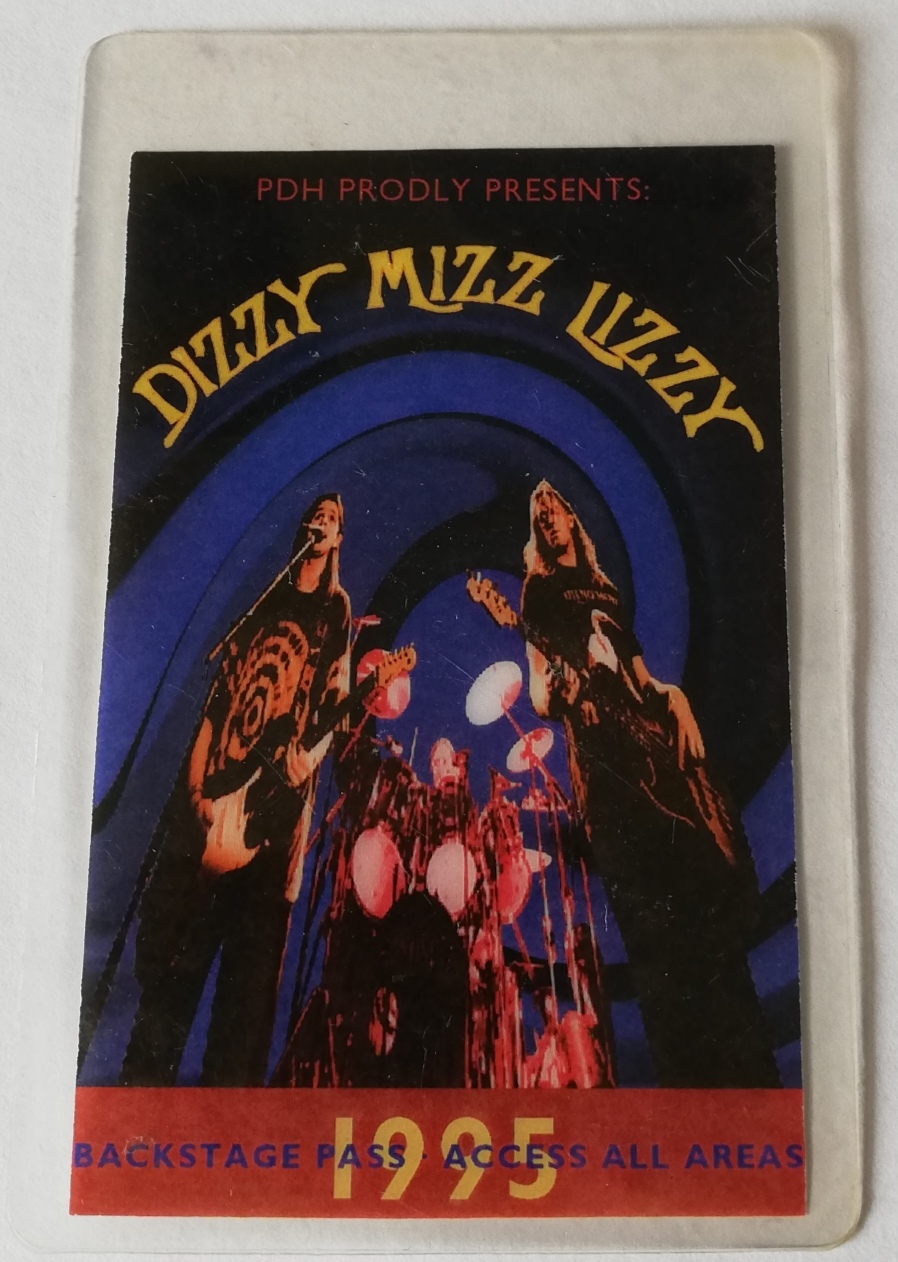 PDH PRODLY PRESENTS:
DIZZY MIZZ LIZZY
1995
BACKSTAGE PASS · ACCESS ALL AREAS